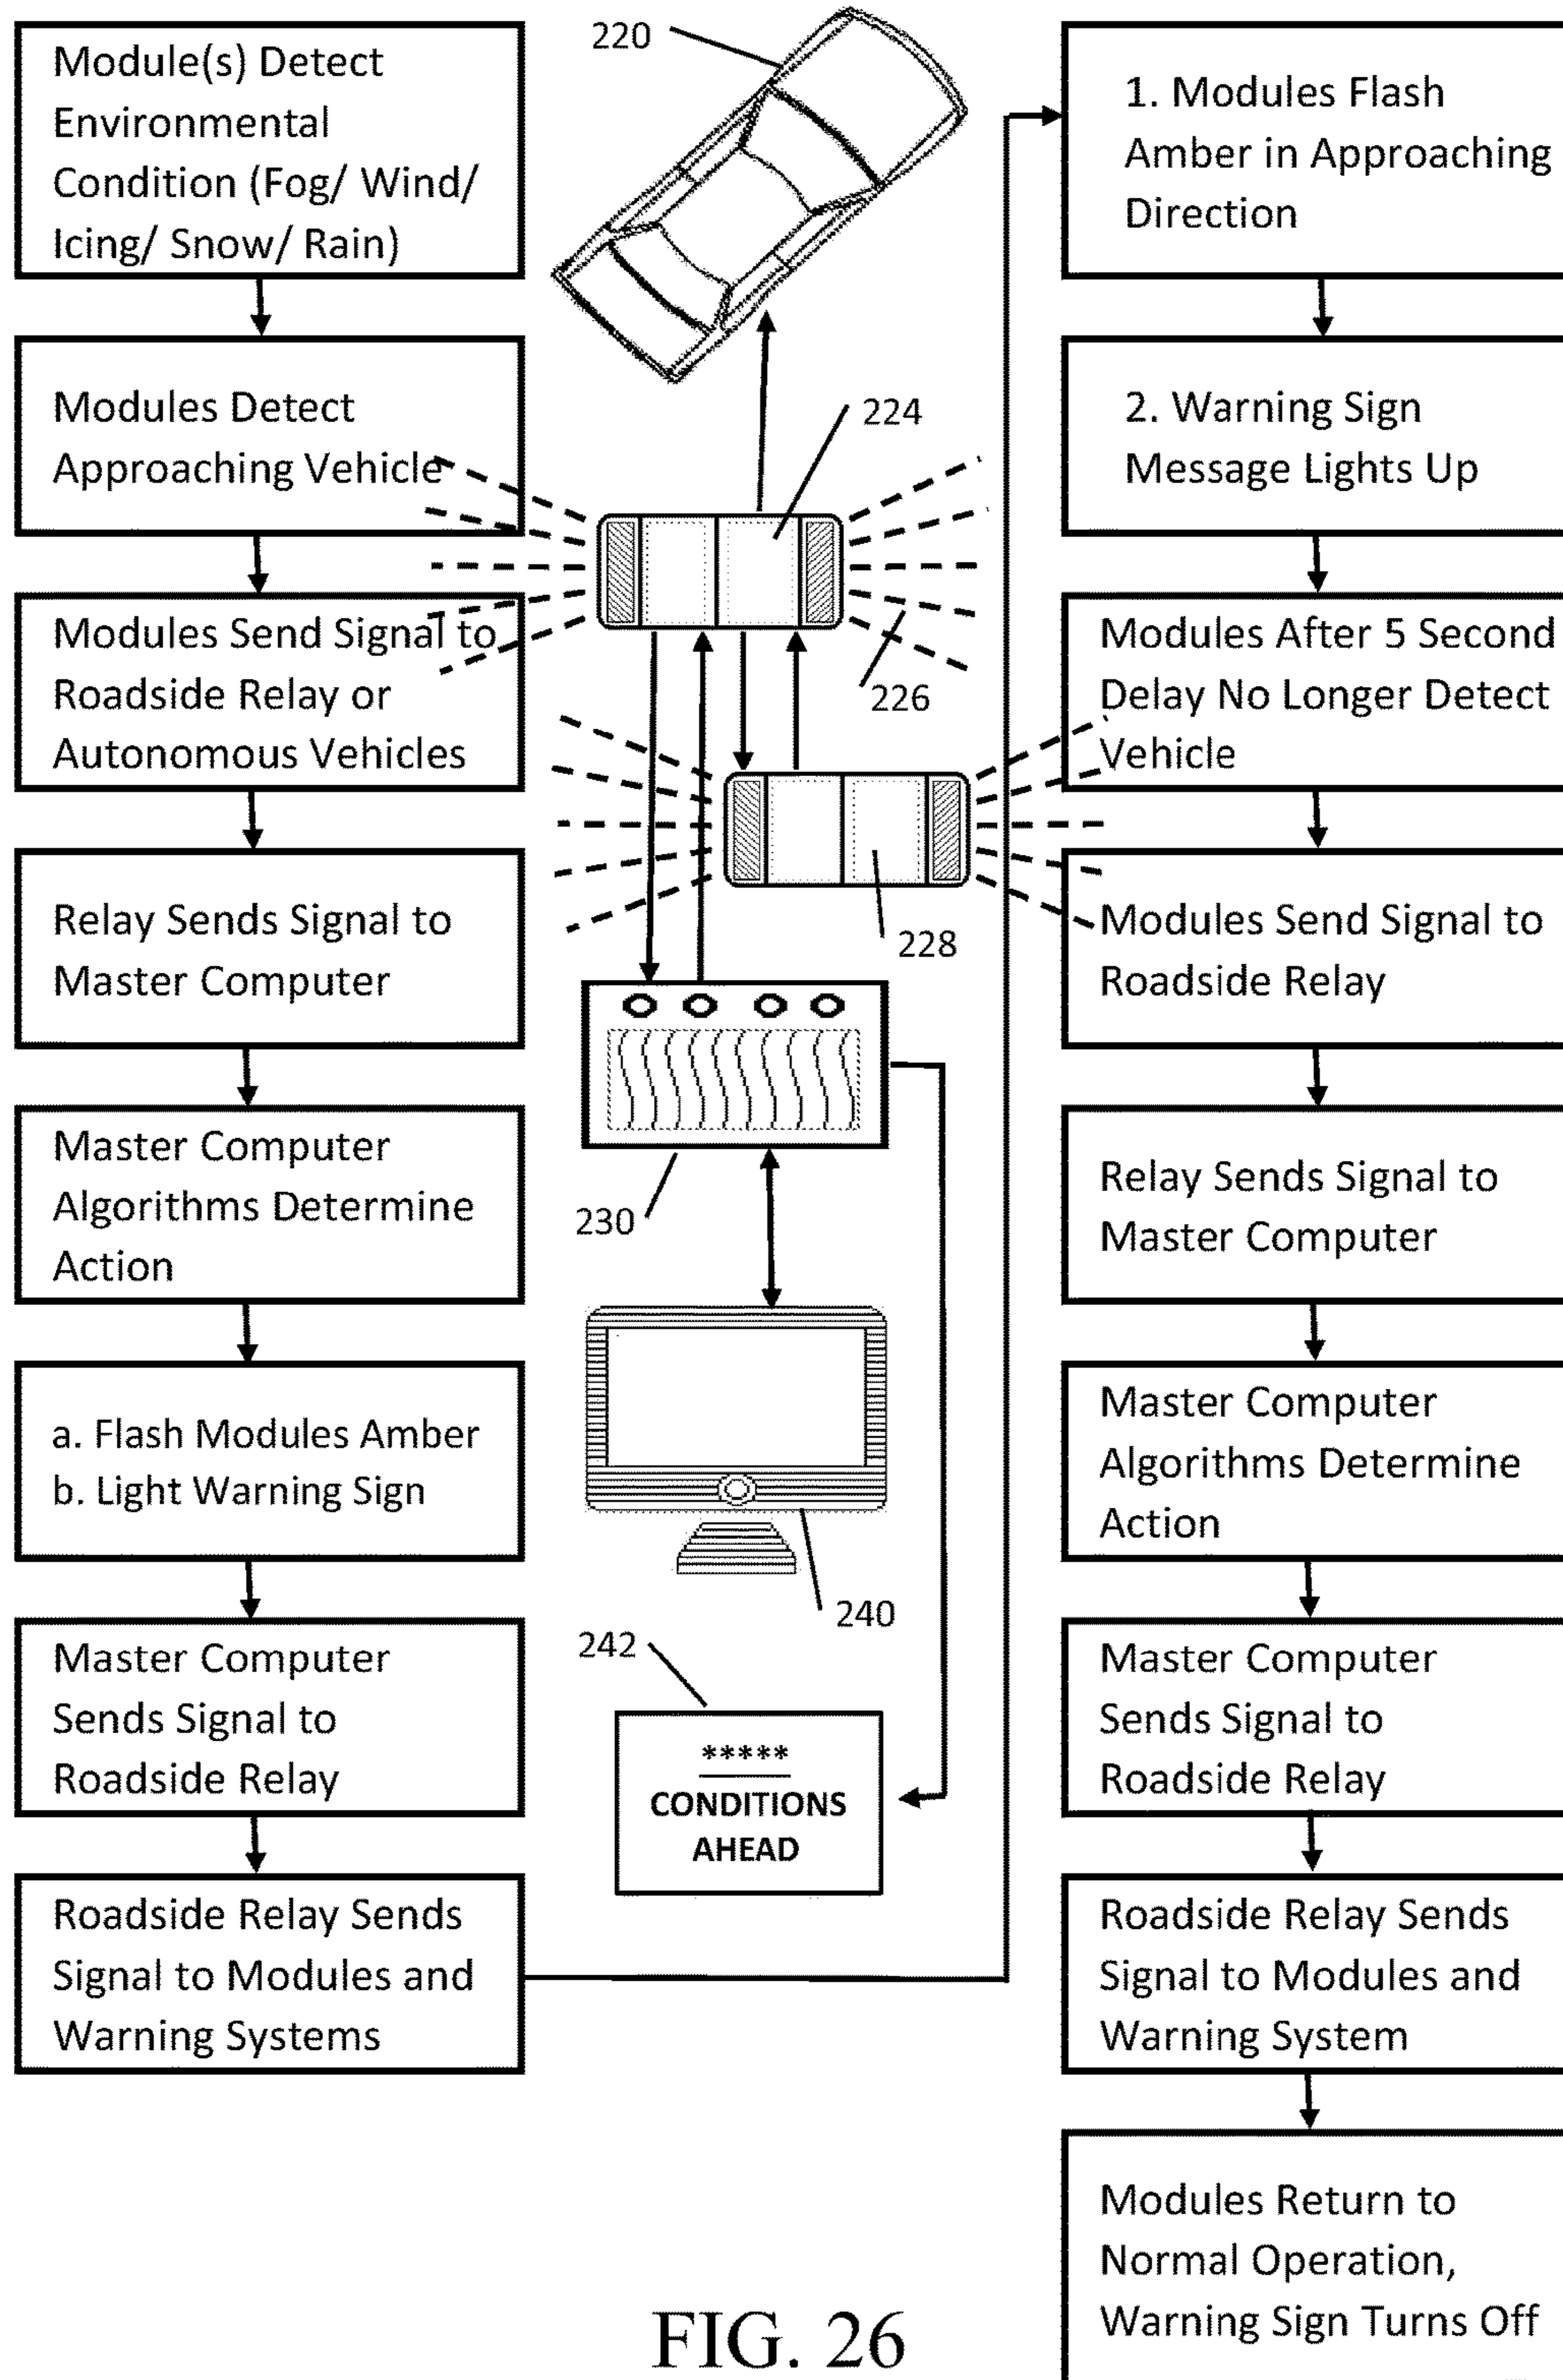 Module(s) Detect
Environmental
Condition (Fog/ Wind/
Icing/ Snow/ Rain)
Modules Detect
Approaching Vehicle
Modules Send Signal to
Roadside Relay or
Autonomous Vehicles
Relay Sends Signal to
Master Computer
Master Computer
Algorithms Determine
Action
a. Flash Modules Amber
b. Light Warning Sign
Master Computer
Sends Signal to
Roadside Relay
Roadside Relay Sends
Signal to Modules and
Warning Systems
220
224
226
228
230
240
242
*****
CONDITIONS
AHEAD
1. Modules Flash
Amber in Approaching
Direction
2. Warning Sign
Message Lights Up
Modules After 5 Second
Delay No Longer Detect
Vehicle
Modules Send Signal to
Roadside Relay
Relay Sends Signal to
Master Computer
Master Computer
Algorithms Determine
Action
Master Computer
Sends Signal to
Roadside Relay
Roadside Relay Sends
Signal to Modules and
Warning System
Modules Return to
Normal Operation,
Warning Sign Turns Off
FIG. 26